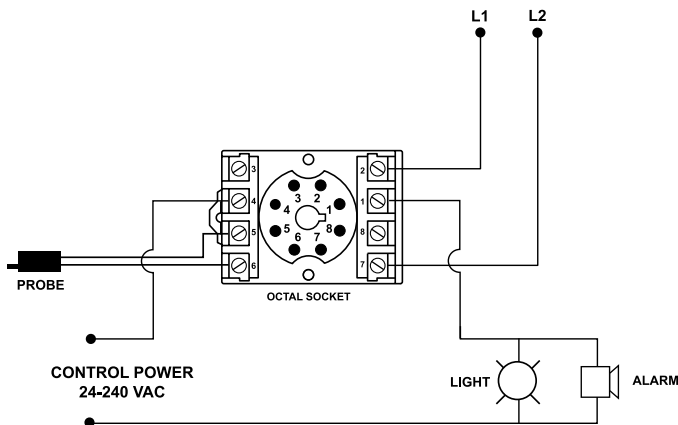 L1 L2
3
4
5
6
3 2
4 1
5 8
6 7
2
1
8
7
PROBE
OCTAL SOCKET
CONTROL POWER
24-240 VAC
LIGHT
ALARM